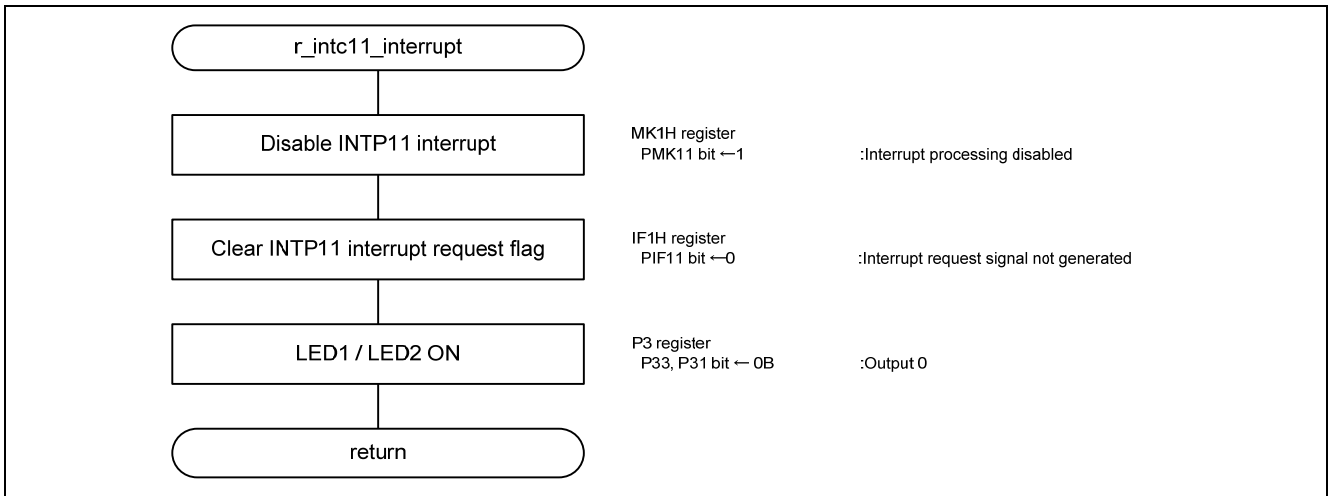 r_intc11_interrupt
Disable INTP11 interrupt
MK1H register
PMK11 bit ←1 :Interrupt processing disabled
Clear INTP11 interrupt request flag
IF1H register
PIF11 bit ←0 :Interrupt request signal not generated
LED1 / LED2 ON
P3 register
P33, P31 bit ← 0B :Output 0
return